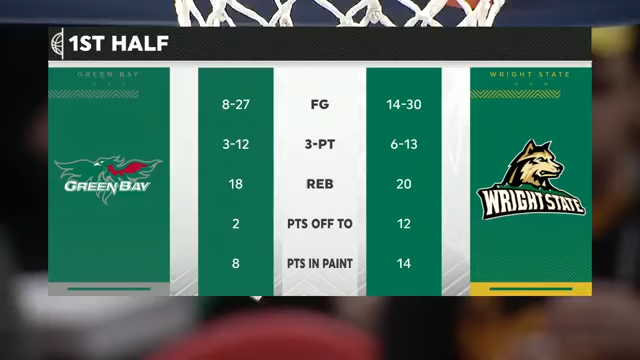 1ST HALF
GREEN BAY
WRIGHT STATE
8-27 FG 14-30
3-12 3-PT 6-13
18 REB 20
2 PTS OFF TO 12
8 PTS IN PAINT 14
GREEN BAY
WRIGHT STATE